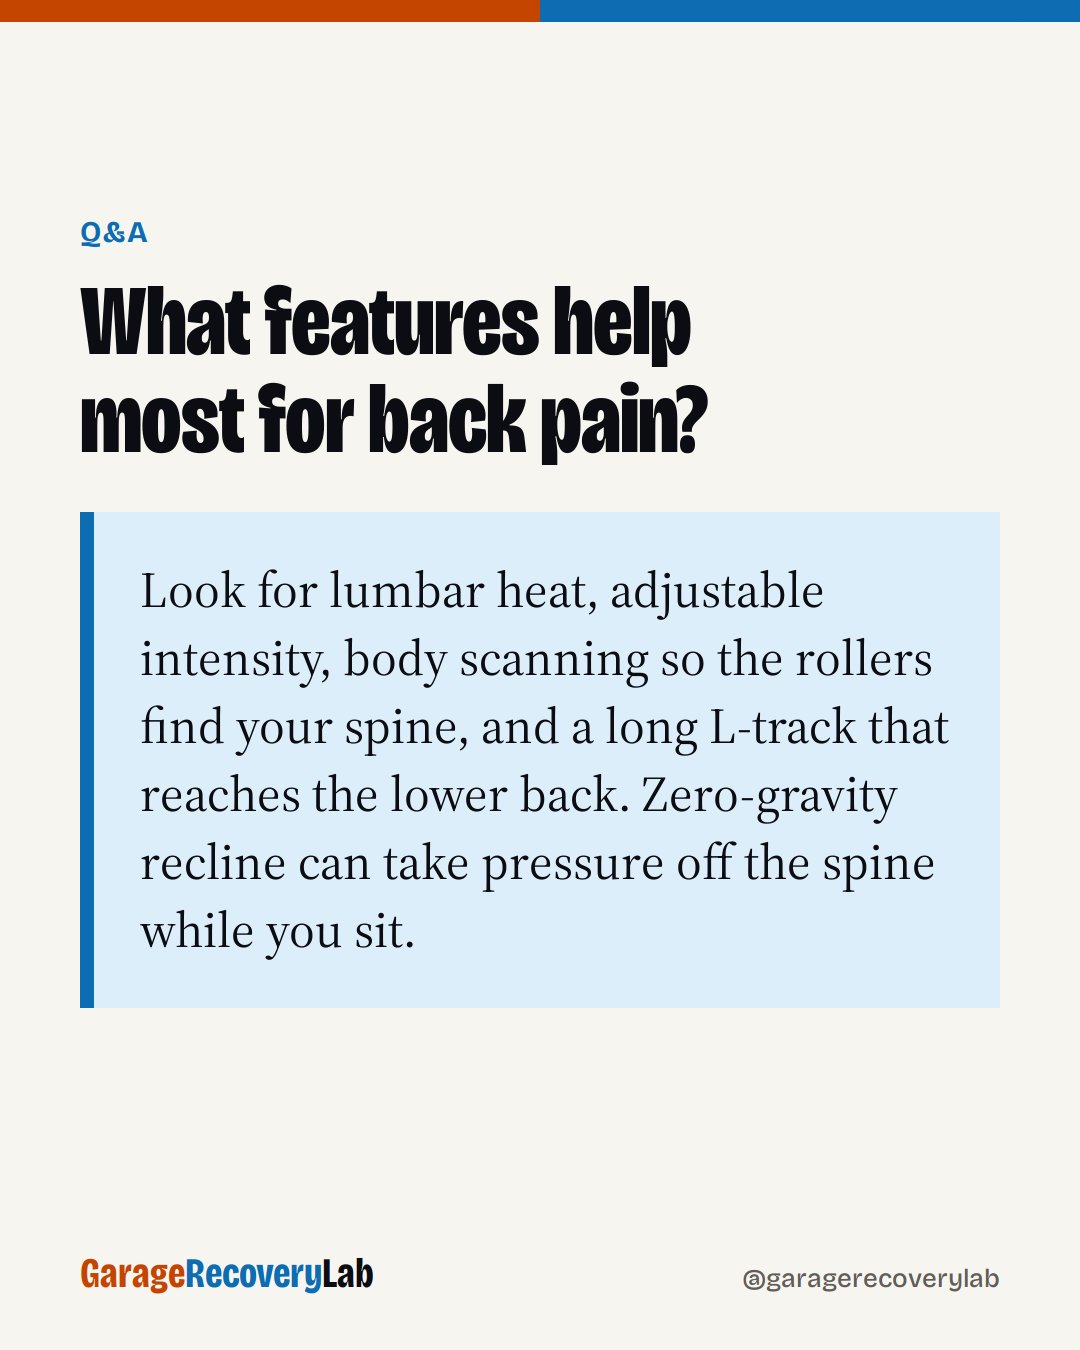 Q&A
What features help
most for back pain?
Look for lumbar heat, adjustable
intensity, body scanning so the rollers
find your spine, and a long L-track that
reaches the lower back. Zero-gravity
recline can take pressure off the spine
while you sit.
GarageRecoveryLab
@garagerecoverylab